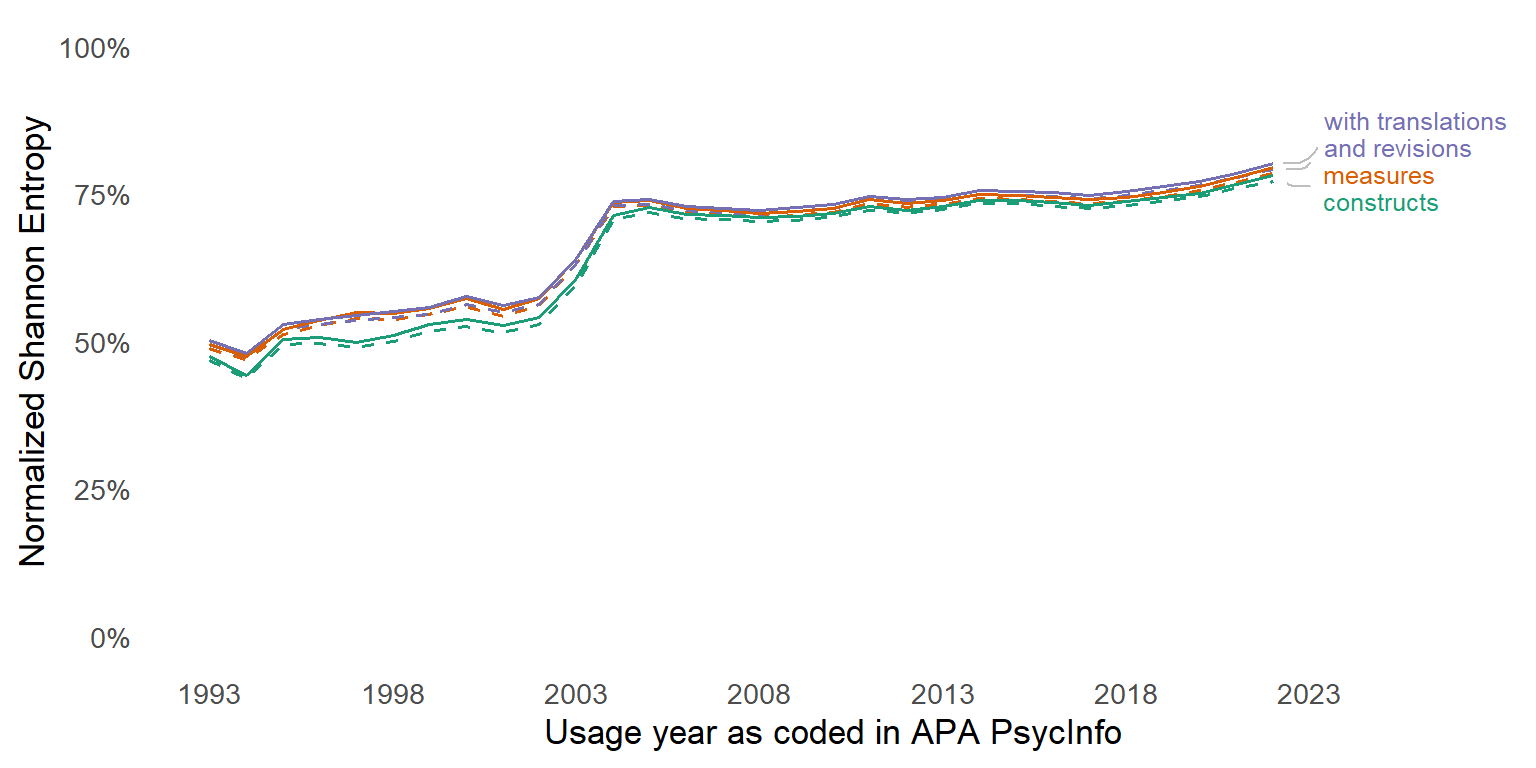 100%
75%
50%
25%
0%
Normalized Shannon Entropy
with translations
and revisions
measures
constructs
1993 1998 2003 2008 2013 2018 2023
Usage year as coded in APA PsycInfo